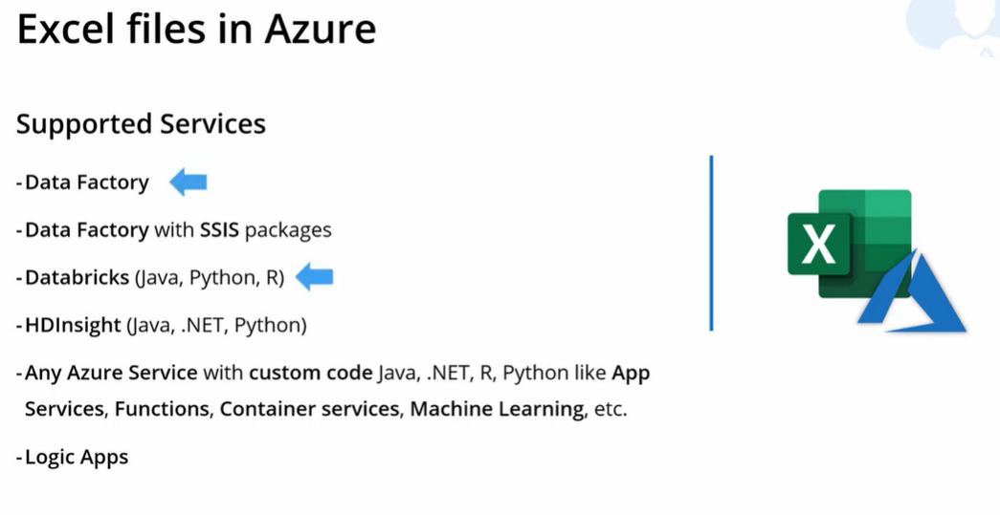 Excel files in Azure
Supported Services
-Data Factory
-Data Factory with SSIS packages
-Databricks (Java, Python, R)
-HDInsight (Java, .NET, Python)
-Any Azure Service with custom code Java, .NET, R, Python like App
Services, Functions, Container services, Machine Learning, etc.
-Logic Apps
X